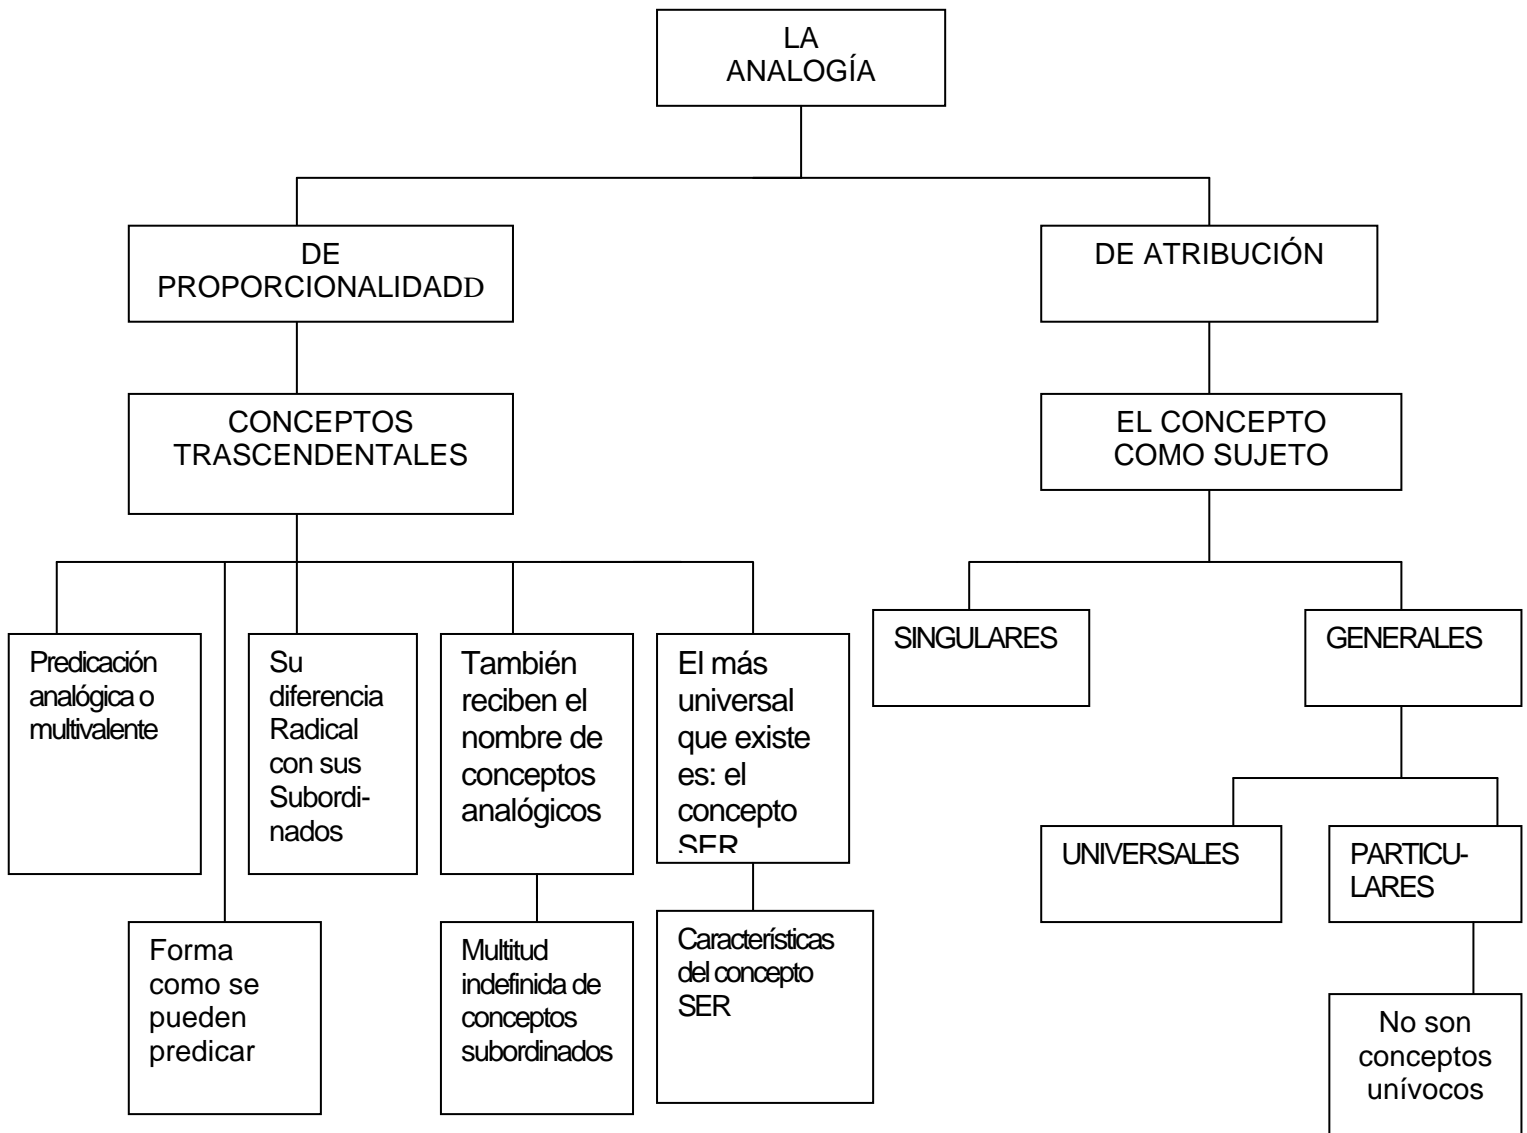 LA
ANALOGÍA
DE
PROPORCIONALIDADD
DE ATRIBUCIÓN
CONCEPTOS
TRASCENDENTALES
EL CONCEPTO
COMO SUJETO
Predicación
analógica o
multivalente
Su
diferencia
Radical
con sus
Subordi-
nados
También
reciben el
nombre de
conceptos
analógicos
El más
universal
que existe
es: el
concepto
SER
SINGULARES
GENERALES
UNIVERSALES
PARTICU-
LARES
Forma
como se
pueden
predicar
Multitud
indefinida de
conceptos
subordinados
Características
del concepto
SER
No son
conceptos
unívocos